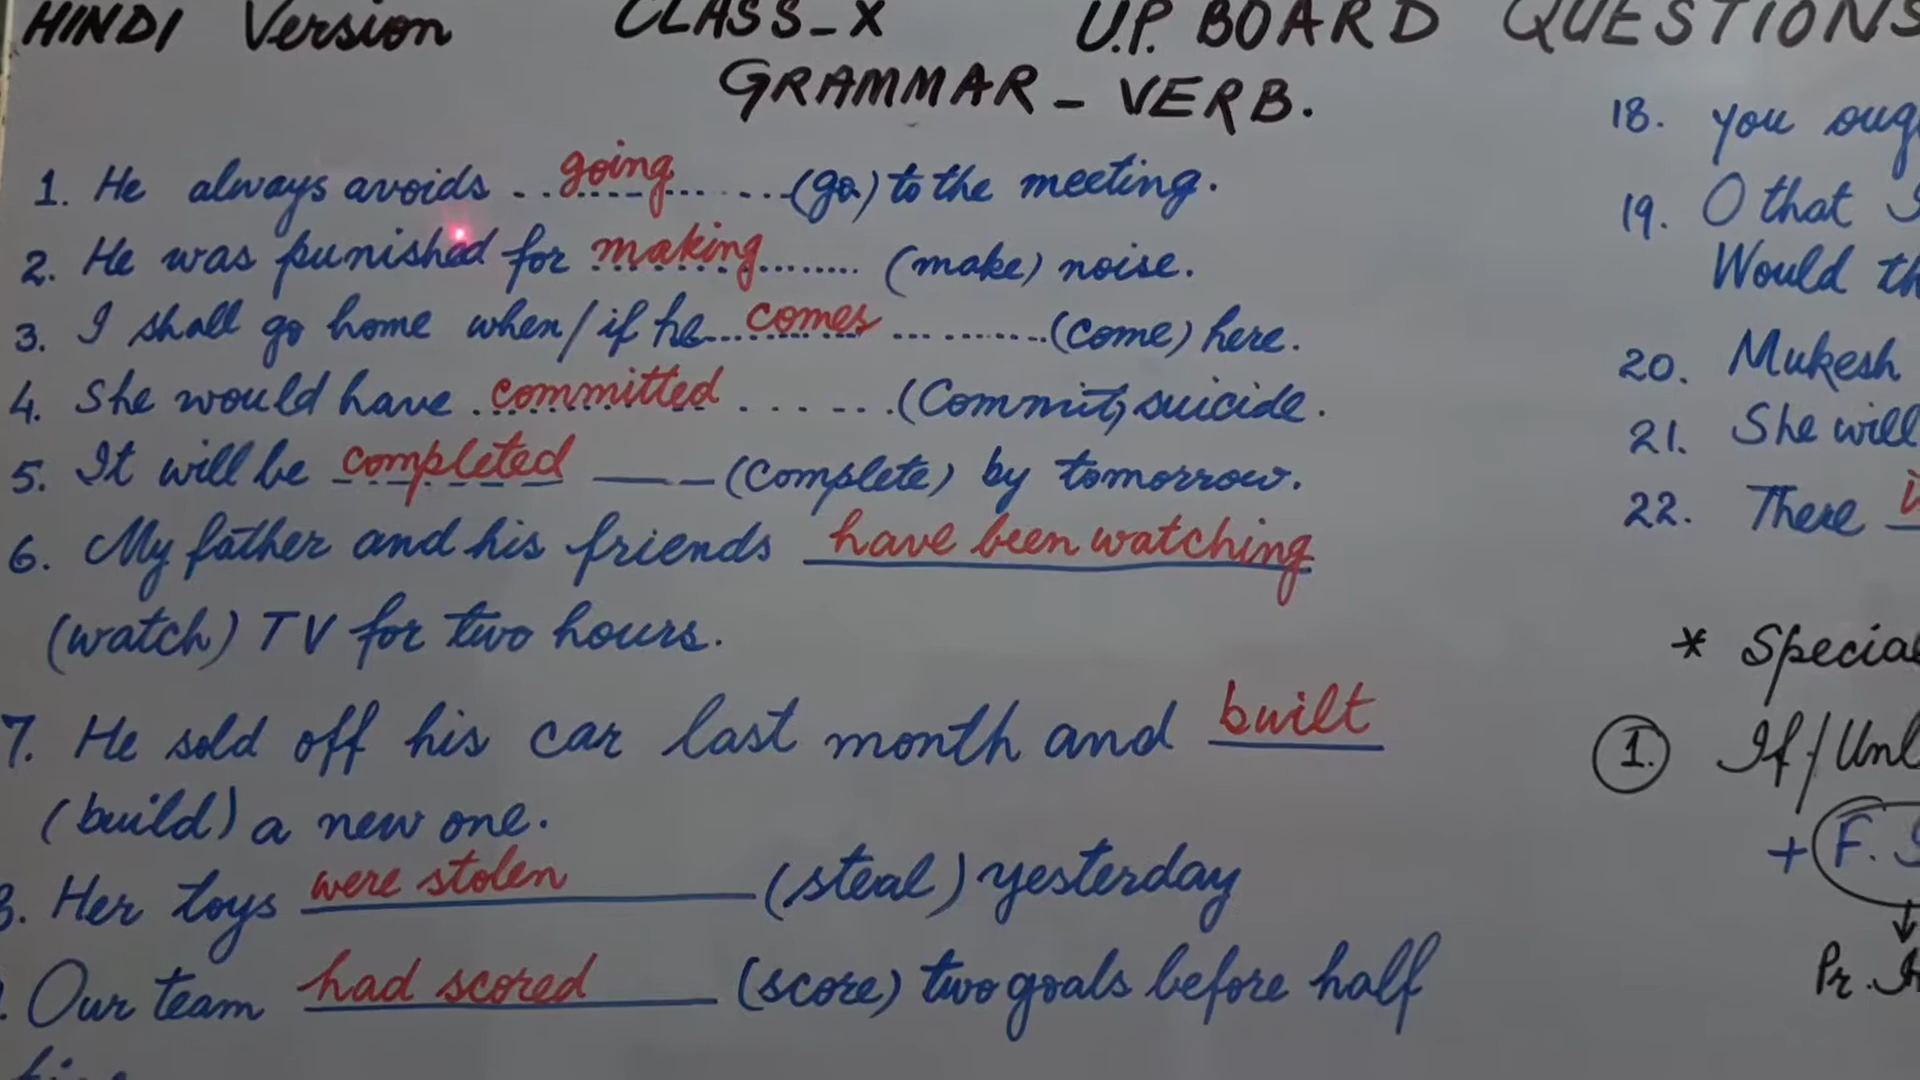 HINDI Version CLASS-X U.P. BOARD QUESTIONS
GRAMMAR - VERB.
1. He always avoids ... going ... (go) to the meeting.
2. He was punished for making ....... (make) noise.
3. I shall go home when/if he ... comes ... (come) here.
4. She would have . committed ... (Commit) suicide.
5. It will be completed ___ (Complete) by tomorrow.
6. My father and his friends have been watching
(watch) TV for two hours.
7. He sold off his car last month and built
(build) a new one.
8. Her toys were stolen ___ (steal) yesterday
. Our team had scored ___ (score) two goals before half
18. You
19. O that
Would
20. Mukesh
21. She will
22. There
* Special
1. If/
+ F.
Pr.